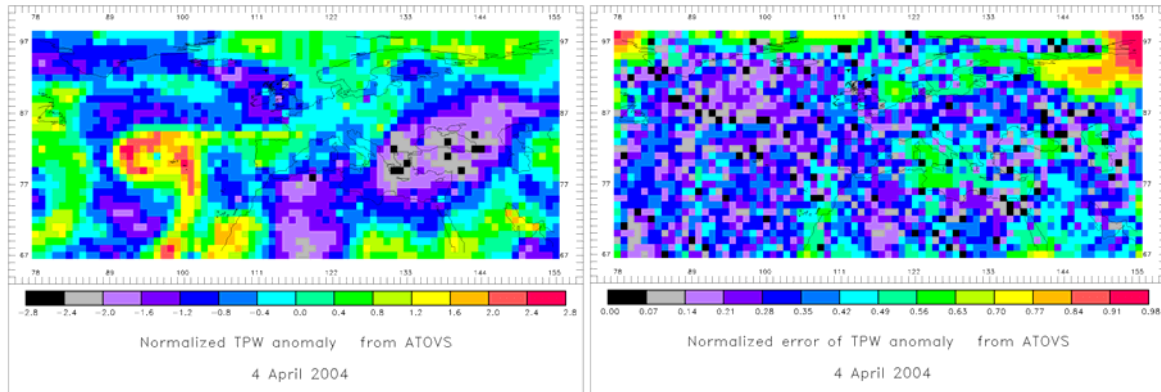 78 89 100 111 122 133 144 155
97 97
87 87
77 77
67 67
78 89 100 111 122 133 144 155
-2.8 -2.4 -2.0 -1.6 -1.2 -0.8 -0.4 0.0 0.4 0.8 1.2 1.6 2.0 2.4 2.8
Normalized TPW anomaly from ATOVS
4 April 2004
78 89 100 111 122 133 144 155
97 97
87 87
77 77
67 67
78 89 100 111 122 133 144 155
0.00 0.07 0.14 0.21 0.28 0.35 0.42 0.49 0.56 0.63 0.70 0.77 0.84 0.91 0.98
Normalized error of TPW anomaly from ATOVS
4 April 2004